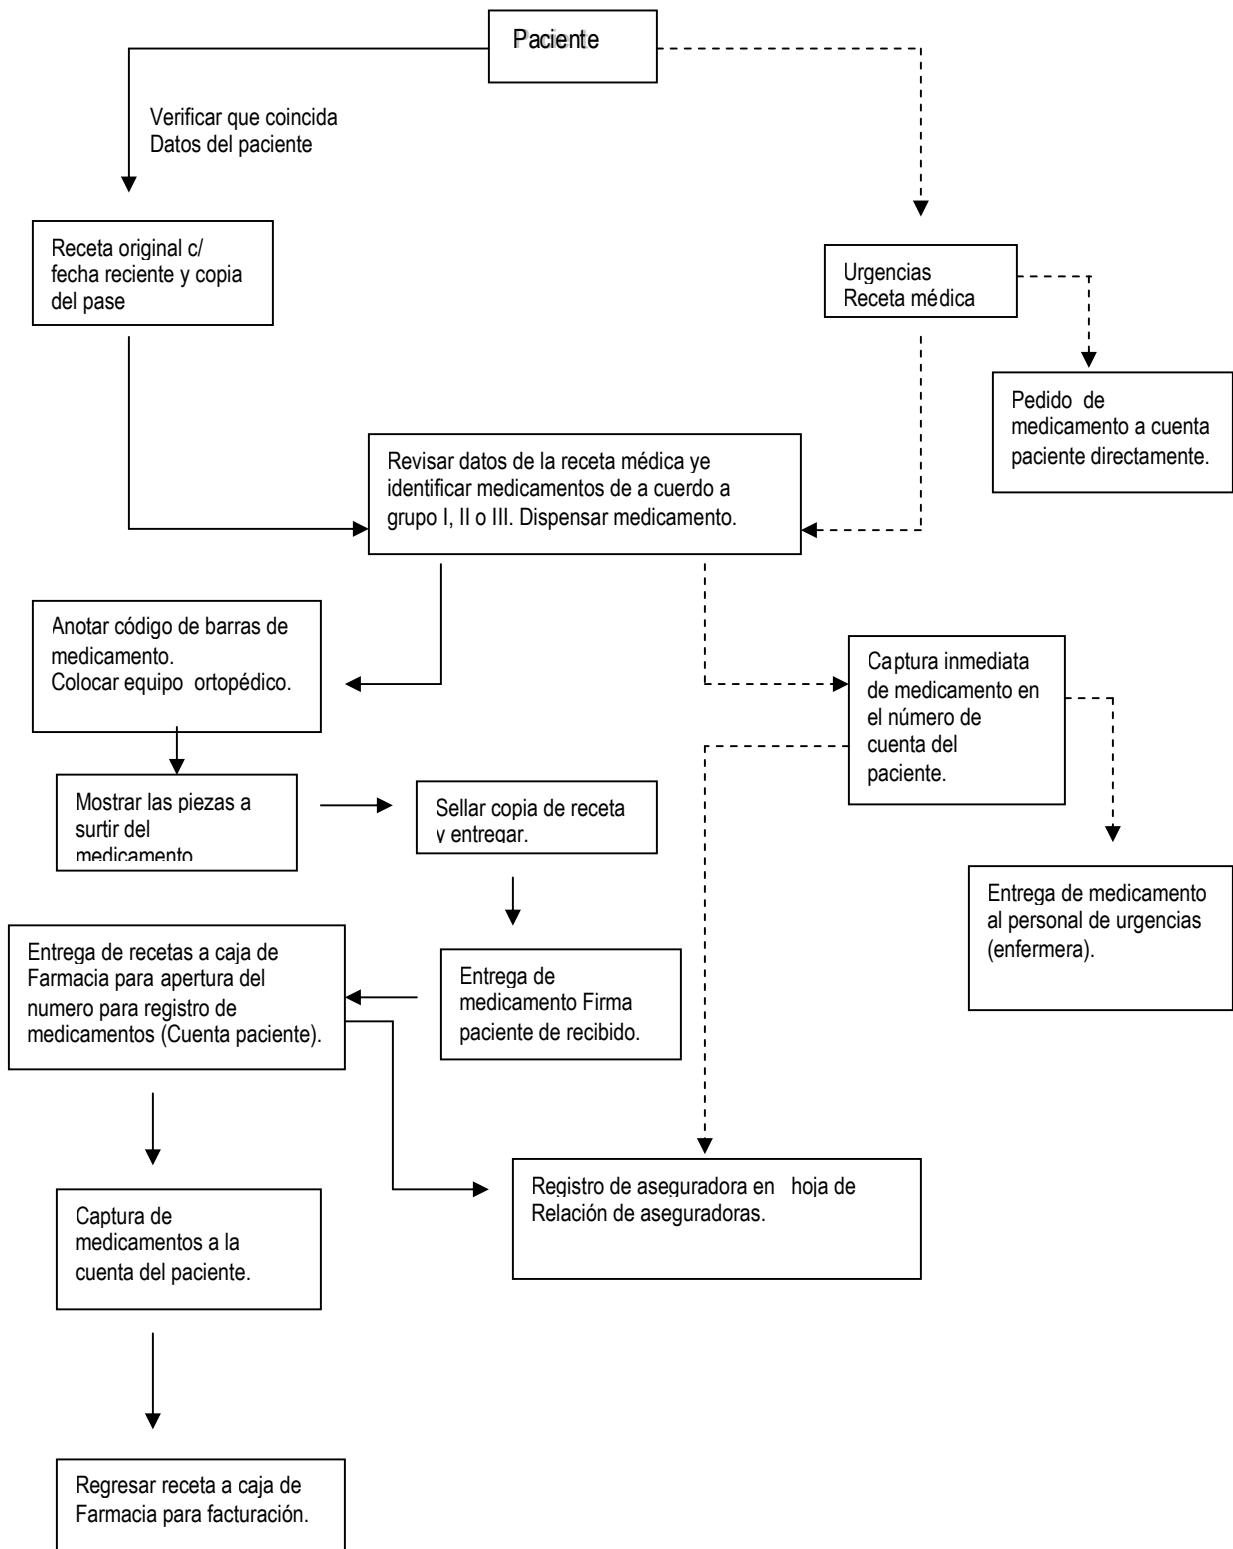 Paciente
Verificar que coincida
Datos del paciente
Receta original c/
fecha reciente y copia
del pase
Urgencias
Receta médica
Pedido de
medicamento a cuenta
paciente directamente.
Revisar datos de la receta médica ye
identificar medicamentos de a cuerdo a
grupo I, II o III. Dispensar medicamento.
Anotar código de barras de
medicamento.
Colocar equipo ortopédico.
Captura inmediata
de medicamento en
el número de
cuenta del
paciente.
Mostrar las piezas a
surtir del
medicamento
Sellar copia de receta
y entregar.
Entrega de medicamento
al personal de urgencias
(enfermera).
Entrega de recetas a caja de
Farmacia para apertura del
numero para registro de
medicamentos (Cuenta paciente).
Entrega de
medicamento Firma
paciente de recibido.
Registro de aseguradora en hoja de
Relación de aseguradoras.
Captura de
medicamentos a la
cuenta del paciente.
Regresar receta a caja de
Farmacia para facturación.